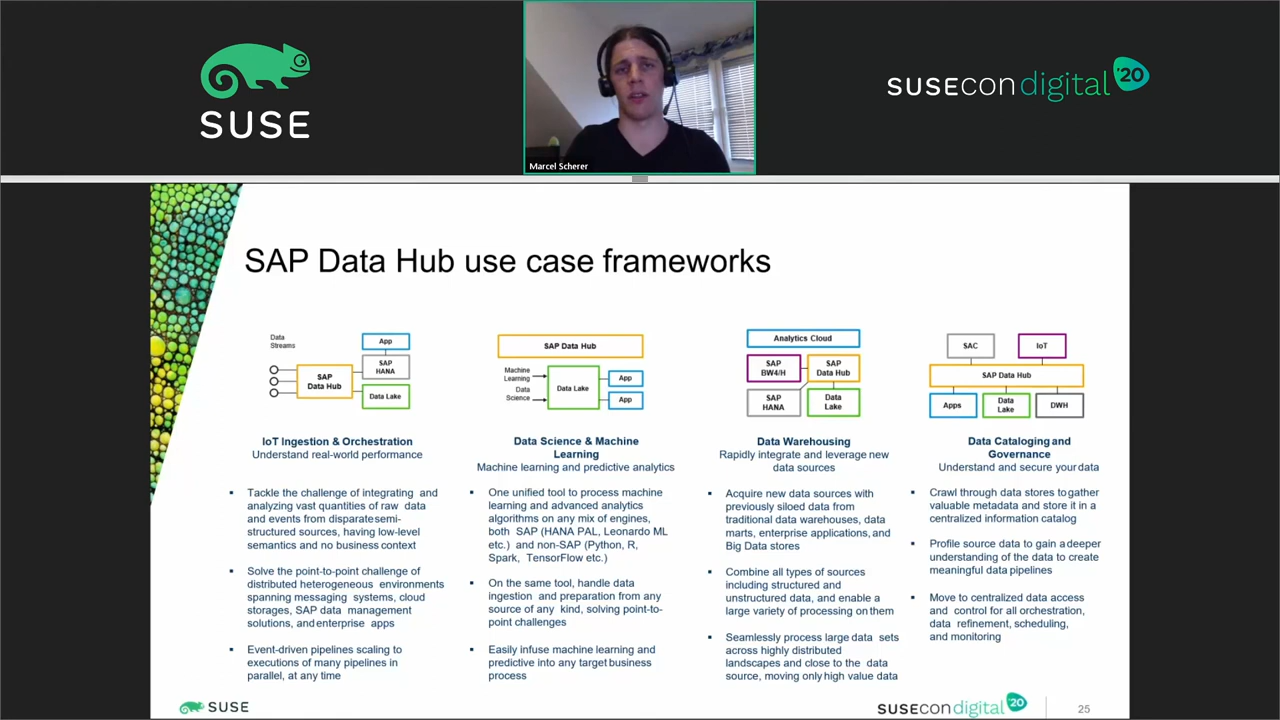 SUSE
Marcel Scherer
SUSECON digital '20
SAP Data Hub use case frameworks
Data
Streams
SAP
Data Hub
App
SAP
HANA
Data Lake
IoT Ingestion & Orchestration
Understand real-world performance
Tackle the challenge of integrating and
analyzing vast quantities of raw data
and events from disparate semi-
structured sources, having low-level
semantics and no business context
Solve the point-to-point challenge of
distributed heterogeneous environments
spanning messaging systems, cloud
storages, SAP data management
solutions, and enterprise apps
Event-driven pipelines scaling to
executions of many pipelines in
parallel, at any time
SAP Data Hub
Machine
Learning
Data
Science
Data Lake
App
App
Data Science & Machine
Learning
Machine learning and predictive analytics
One unified tool to process machine
learning and advanced analytics
algorithms on any mix of engines,
both SAP (HANA PAL, Leonardo ML
etc.) and non-SAP (Python, R,
Spark, TensorFlow etc.)
On the same tool, handle data
ingestion and preparation from any
source of any kind, solving point-to-
point challenges
Easily infuse machine learning and
predictive into any target business
process
Analytics Cloud
SAP
BW4/H
SAP
Data Hub
SAP
HANA
Data
Lake
Data Warehousing
Rapidly integrate and leverage new
data sources
Acquire new data sources with
previously siloed data from
traditional data warehouses, data
marts, enterprise applications, and
Big Data stores
Combine all types of sources
including structured and
unstructured data, and enable a
large variety of processing on them
Seamlessly process large data sets
across highly distributed
landscapes and close to the data
source, moving only high value data
SAC
IoT
SAP Data Hub
Apps
Data
Lake
DWH
Data Cataloging and
Governance
Understand and secure your data
Crawl through data stores to gather
valuable metadata and store it in a
centralized information catalog
Profile source data to gain a deeper
understanding of the data to create
meaningful data pipelines
Move to centralized data access
and control for all orchestration,
data refinement, scheduling,
and monitoring
SUSE
SUSECON digital '20
25